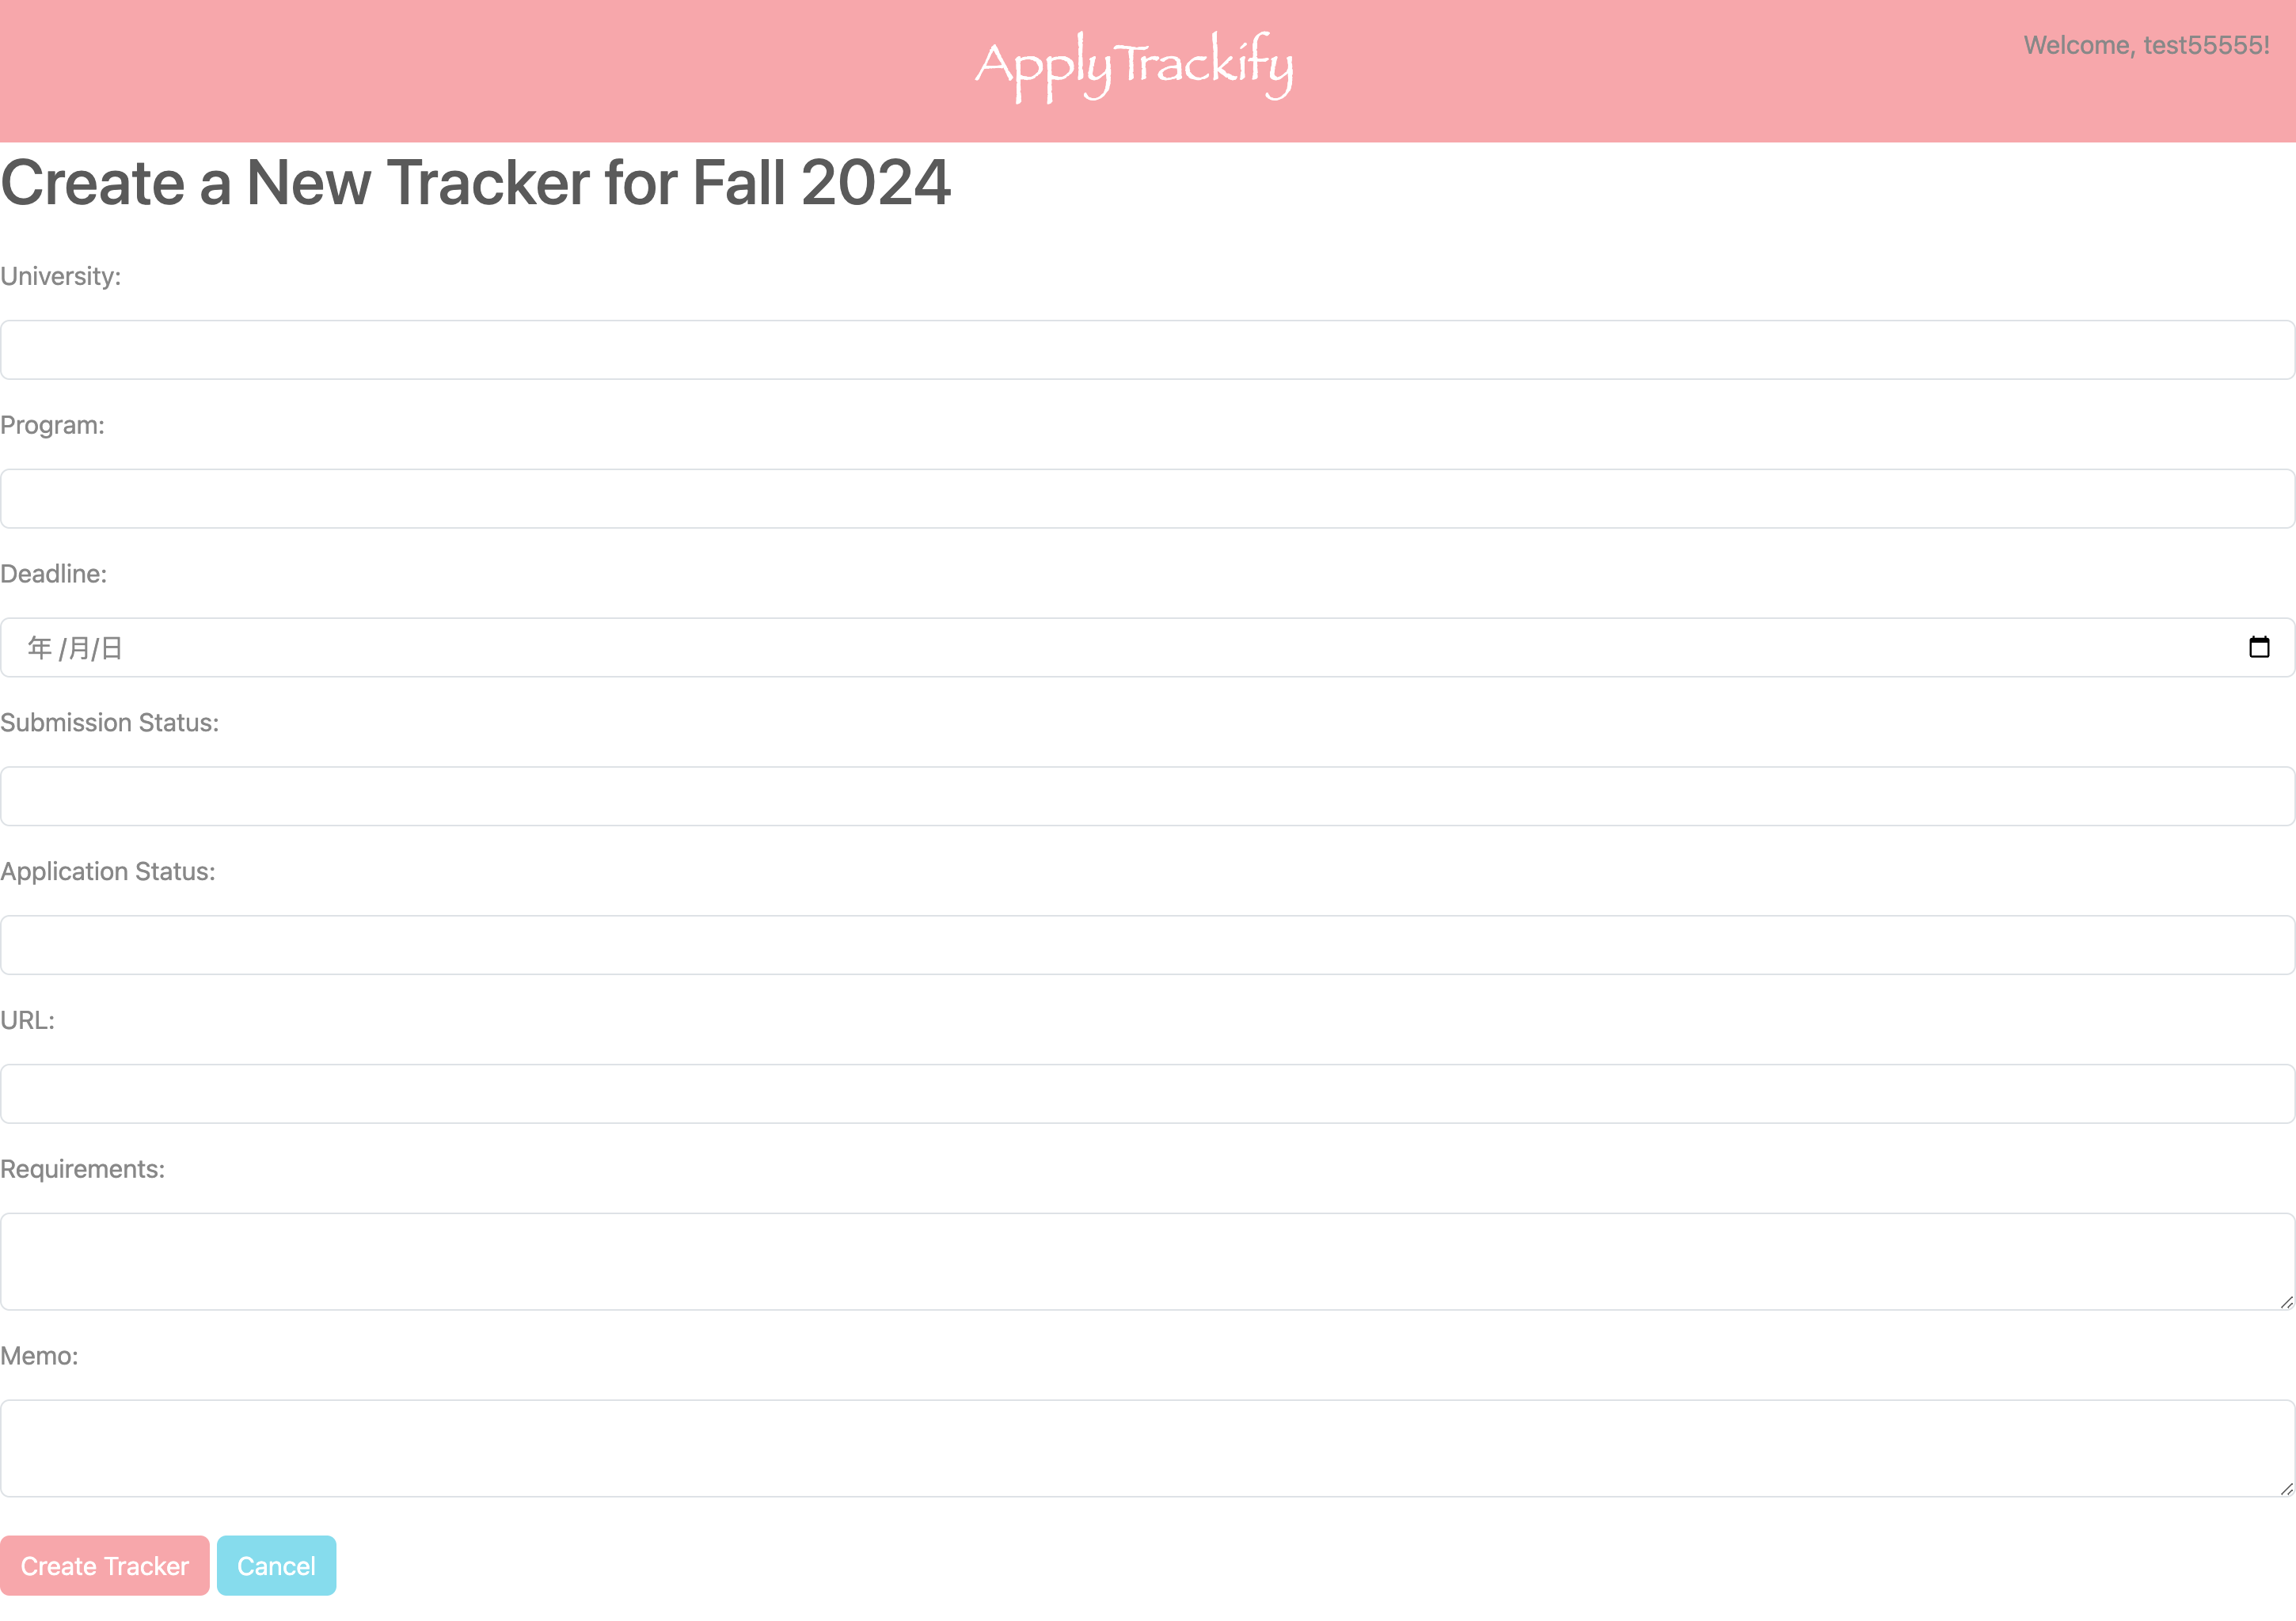 ApplyTrackify
Welcome, test55555!
Create a New Tracker for Fall 2024
University:
Program:
Deadline:
年 /月/日
Submission Status:
Application Status:
URL:
Requirements:
Memo:
Create Tracker
Cancel